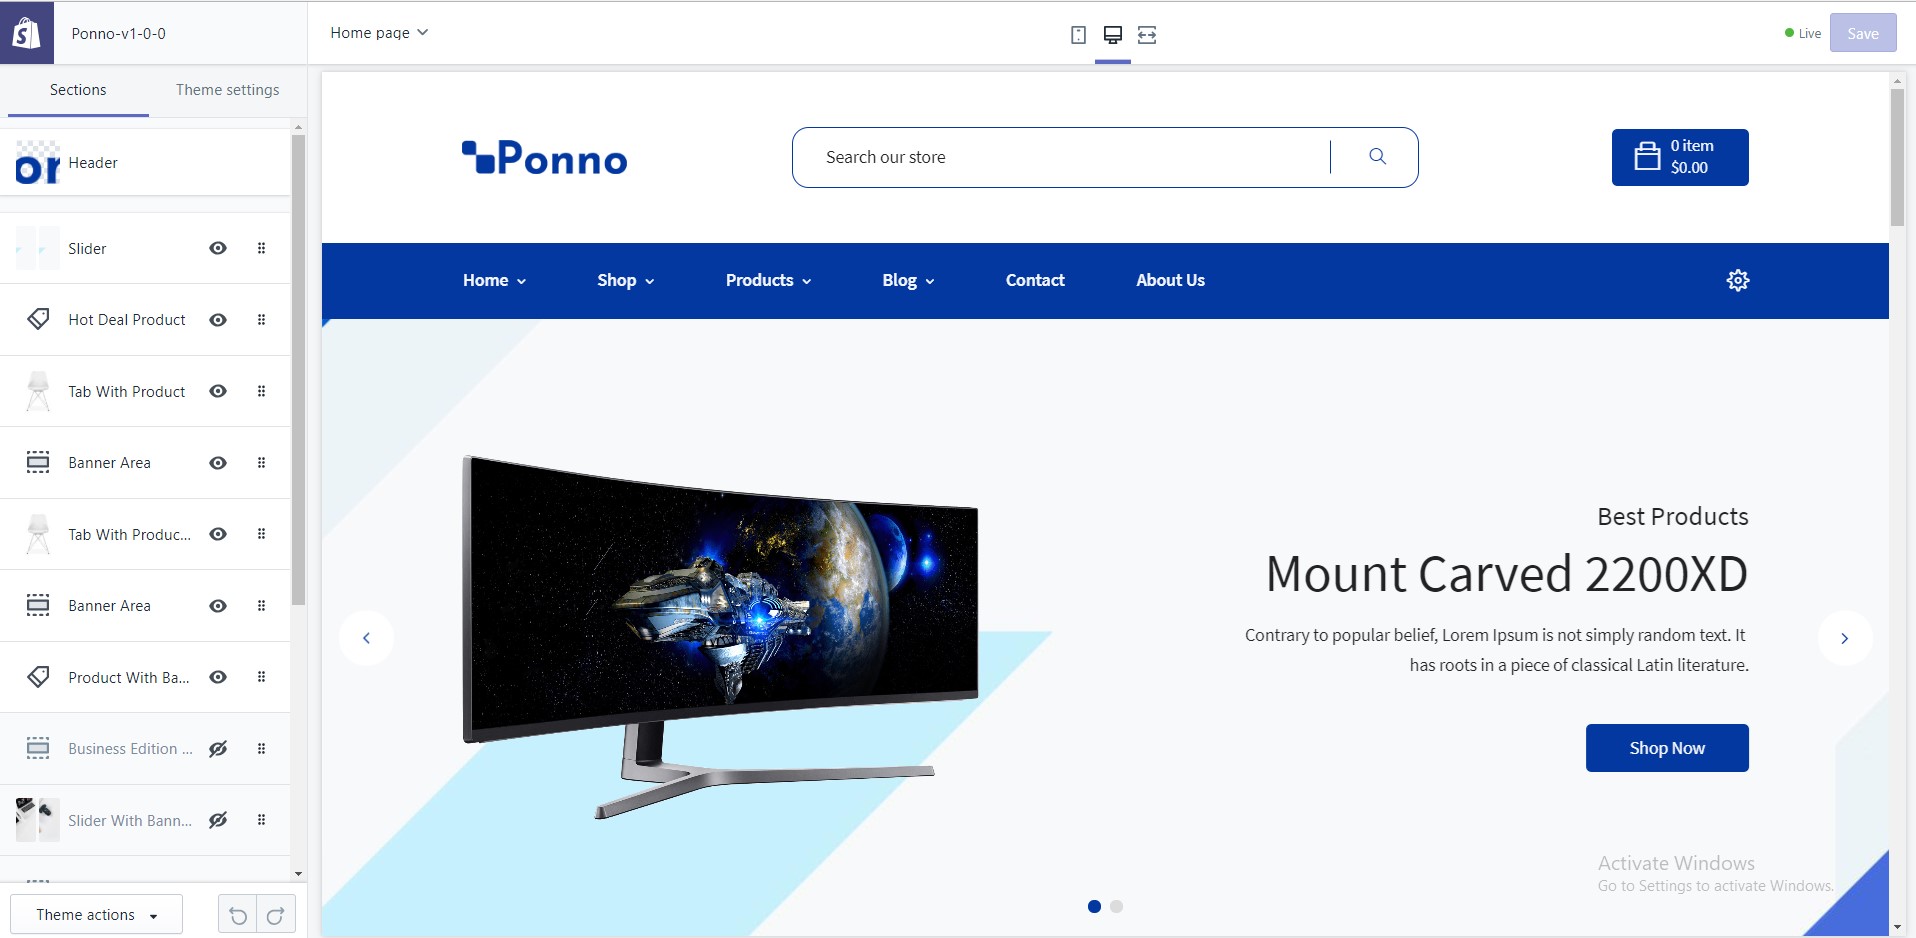 Ponno-v1-0-0
Home page
Live
Save
Sections
Theme settings
Header
Slider
Hot Deal Product
Tab With Product
Banner Area
Tab With Produc...
Banner Area
Product With Ba...
Business Edition ...
Slider With Bann...
Theme actions
Ponno
Search our store
0 item
$0.00
Home
Shop
Products
Blog
Contact
About Us
Best Products
Mount Carved 2200XD
Contrary to popular belief, Lorem Ipsum is not simply random text. It
has roots in a piece of classical Latin literature.
Shop Now
Activate Windows
Go to Settings to activate Windows.